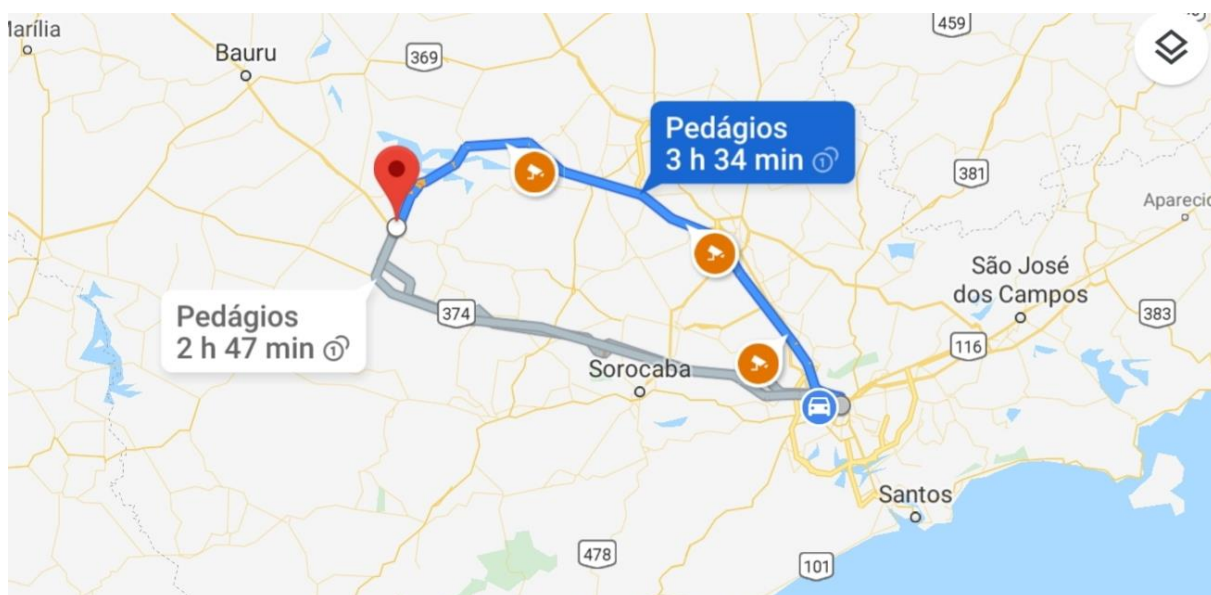 Marília
459
Bauru
369
Pedágios
3 h 34 min
381
Aparecid
São José
dos Campos
Pedágios
2 h 47 min
374
383
116
Sorocaba
Santos
478
101